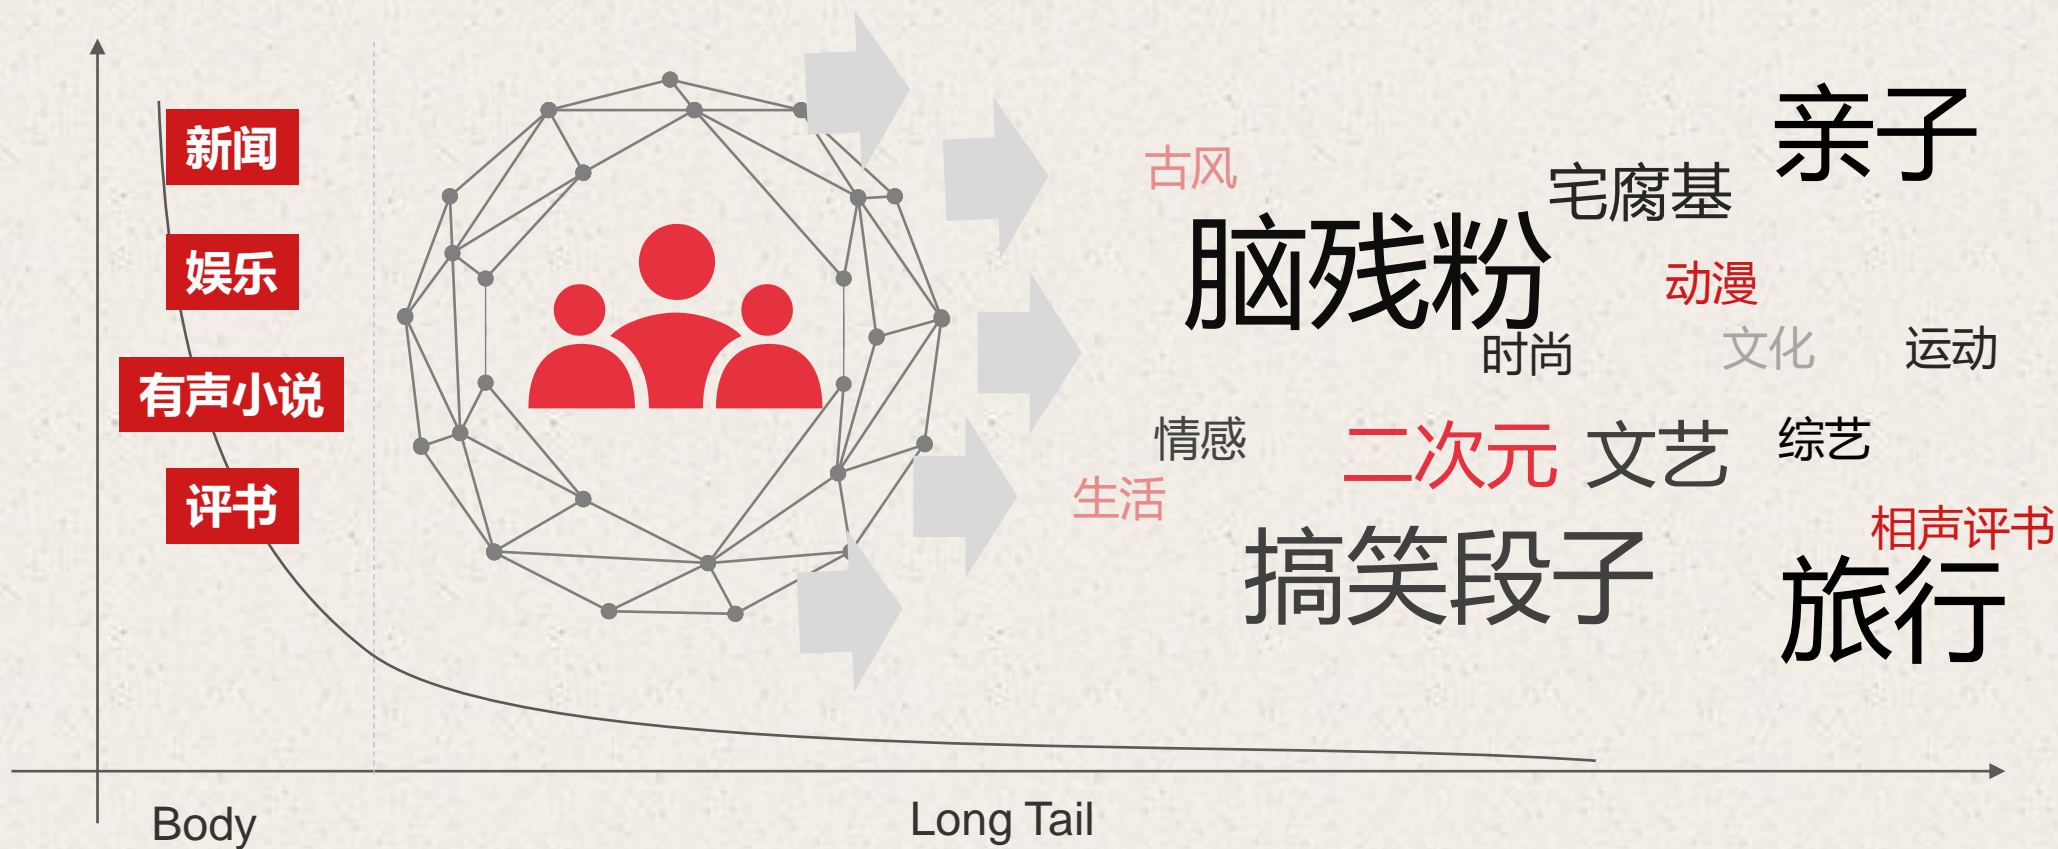 新闻
娱乐
有声小说
评书
亲子
古风
宅腐基
脑残粉
动漫
时尚
文化
运动
情感
二次元
文艺
综艺
生活
相声评书
搞笑段子
旅行
Body
Long Tail